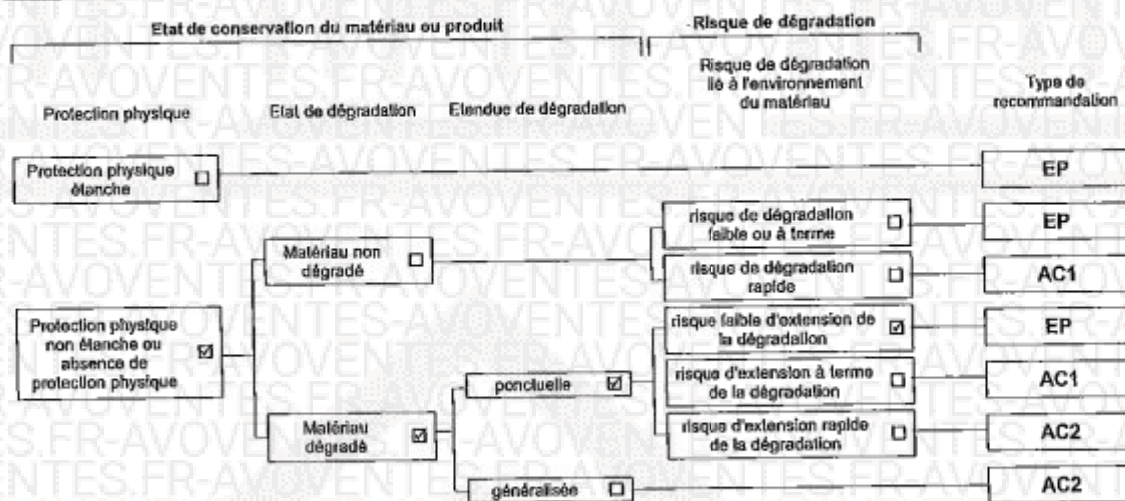 Etat de conservation du matériau ou produit
Risque de dégradation
Protection physique
Etat de dégradation
Etendue de dégradation
Risque de dégradation
lié à l'environnement
du matériau
Type de
recommandation
Protection physique
étanche ☐
EP
Matériau non
dégradé ☐
risque de dégradation
faible ou à terme ☐
EP
risque de dégradation
rapide ☐
AC1
Protection physique
non étanche ou
absence de
protection physique ☑
Matériau
dégradé ☑
ponctuelle ☑
risque faible d'extension de
la dégradation ☑
EP
risque d'extension à terme
de la dégradation ☐
AC1
risque d'extension rapide
de la dégradation ☐
AC2
généralisée ☐
AC2
AVOVENTES.FR